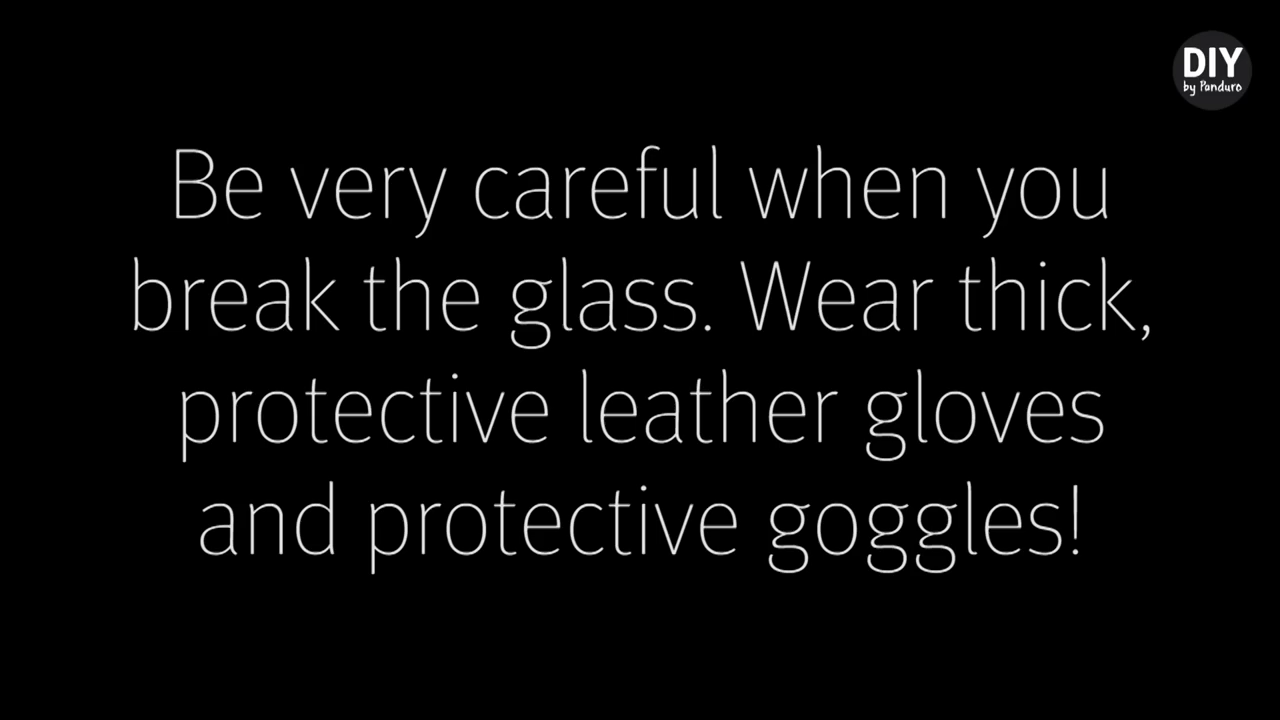 DIY
by Panduro
Be very careful when you
break the glass. Wear thick,
protective leather gloves
and protective goggles!